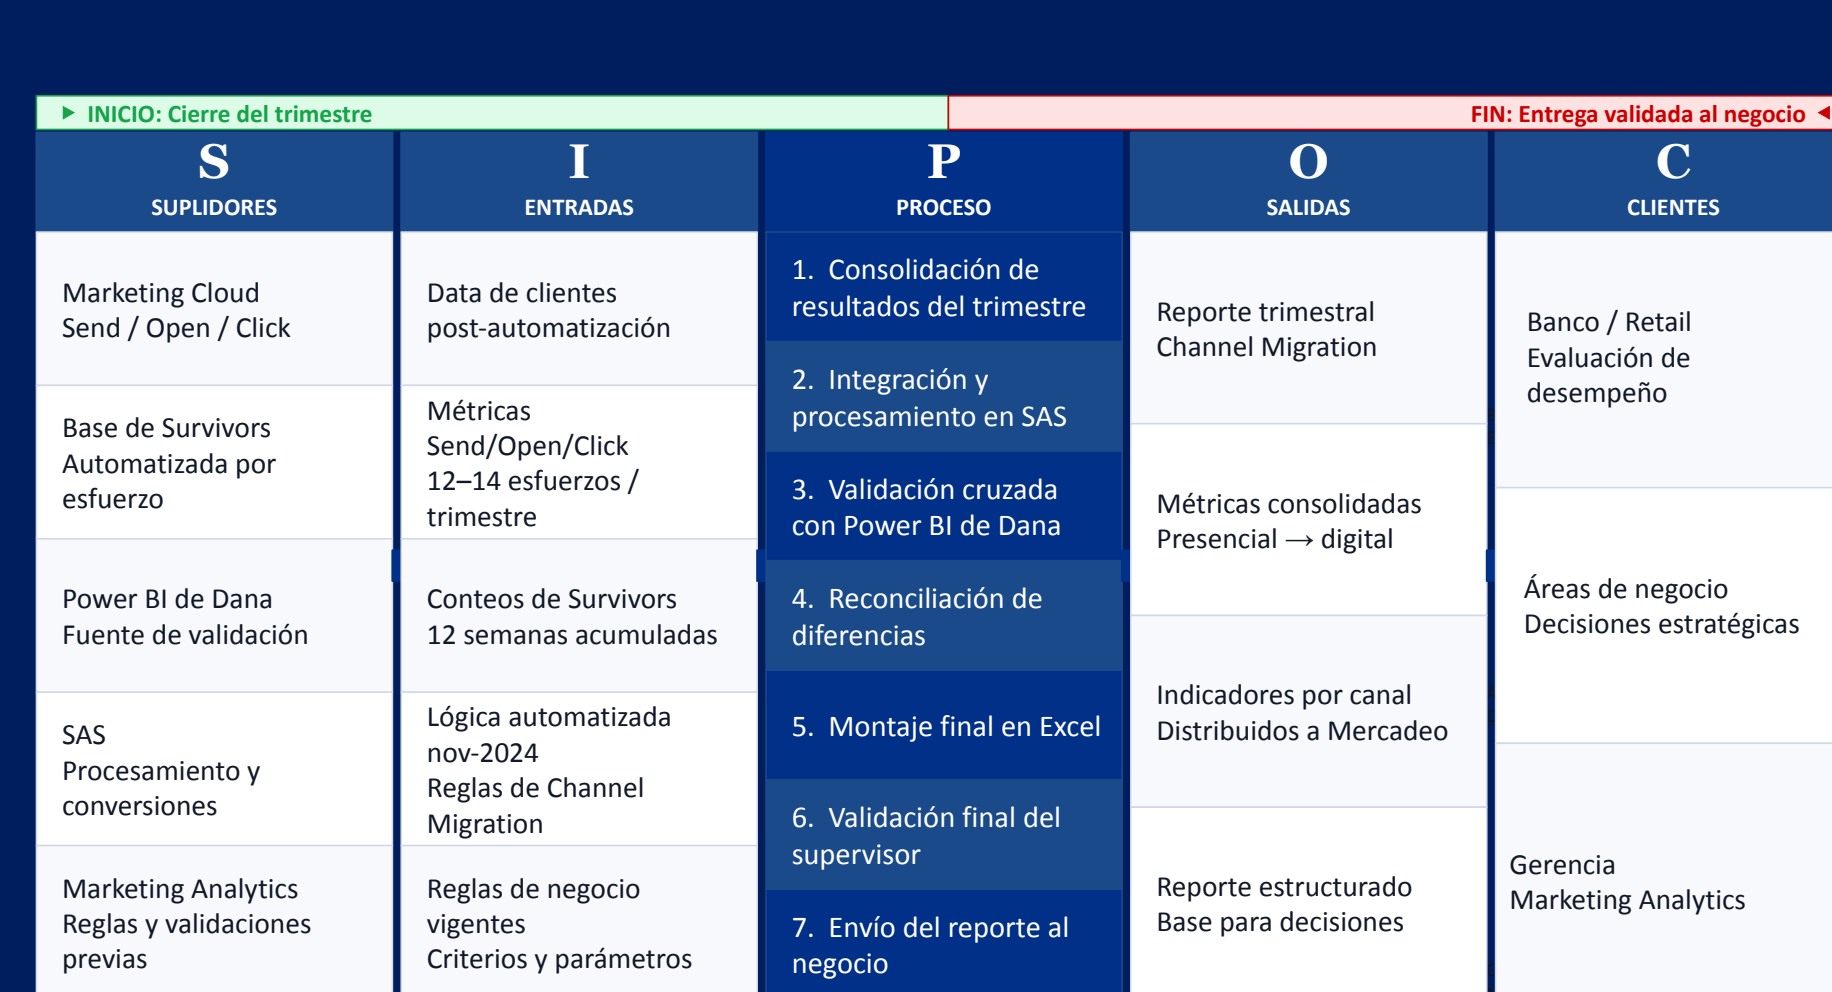 ▶ INICIO: Cierre del trimestre
FIN: Entrega validada al negocio ◀
S
SUPLIDORES
I
ENTRADAS
P
PROCESO
O
SALIDAS
C
CLIENTES
Marketing Cloud
Send / Open / Click
Base de Survivors
Automatizada por
esfuerzo
Power BI de Dana
Fuente de validación
SAS
Procesamiento y
conversiones
Marketing Analytics
Reglas y validaciones
previas
Data de clientes
post-automatización
Métricas
Send/Open/Click
12–14 esfuerzos /
trimestre
Conteos de Survivors
12 semanas acumuladas
Lógica automatizada
nov-2024
Reglas de Channel
Migration
Reglas de negocio
vigentes
Criterios y parámetros
1. Consolidación de
resultados del trimestre
2. Integración y
procesamiento en SAS
3. Validación cruzada
con Power BI de Dana
4. Reconciliación de
diferencias
5. Montaje final en Excel
6. Validación final del
supervisor
7. Envío del reporte al
negocio
Reporte trimestral
Channel Migration
Métricas consolidadas
Presencial → digital
Indicadores por canal
Distribuidos a Mercadeo
Reporte estructurado
Base para decisiones
Banco / Retail
Evaluación de
desempeño
Áreas de negocio
Decisiones estratégicas
Gerencia
Marketing Analytics